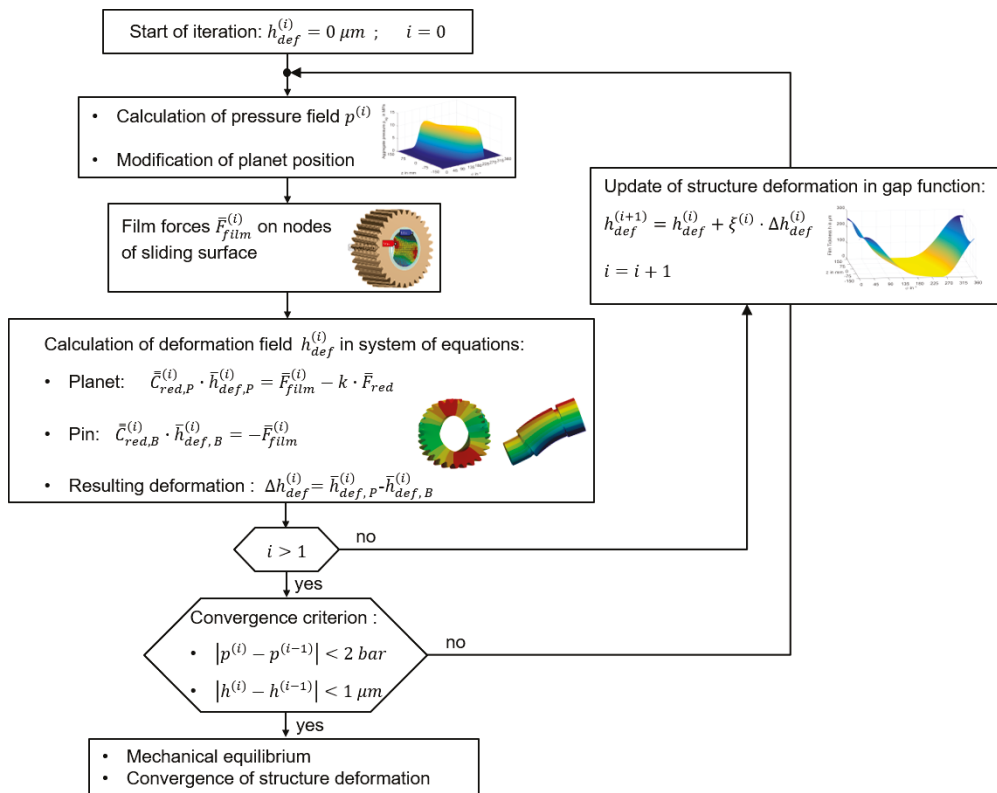 Start of iteration: h_def^(i) = 0 μm ; i = 0
• Calculation of pressure field p^(i)
• Modification of planet position
Film forces F̄_film^(i) on nodes
of sliding surface
Calculation of deformation field h_def^(i) in system of equations:
• Planet: C̿_red,P^(i) · h̄_def,P^(i) = F̄_film^(i) − k · F̄_red
• Pin: C̿_red,B^(i) · h̄_def,B^(i) = −F̄_film^(i)
• Resulting deformation : Δh_def^(i) = h̄_def,P^(i) - h̄_def,B^(i)
i > 1
no
yes
Convergence criterion :
• |p^(i) − p^(i−1)| < 2 bar
• |h^(i) − h^(i−1)| < 1 μm
no
yes
• Mechanical equilibrium
• Convergence of structure deformation
Update of structure deformation in gap function:
h_def^(i+1) = h_def^(i) + ξ^(i) · Δh_def^(i)
i = i + 1